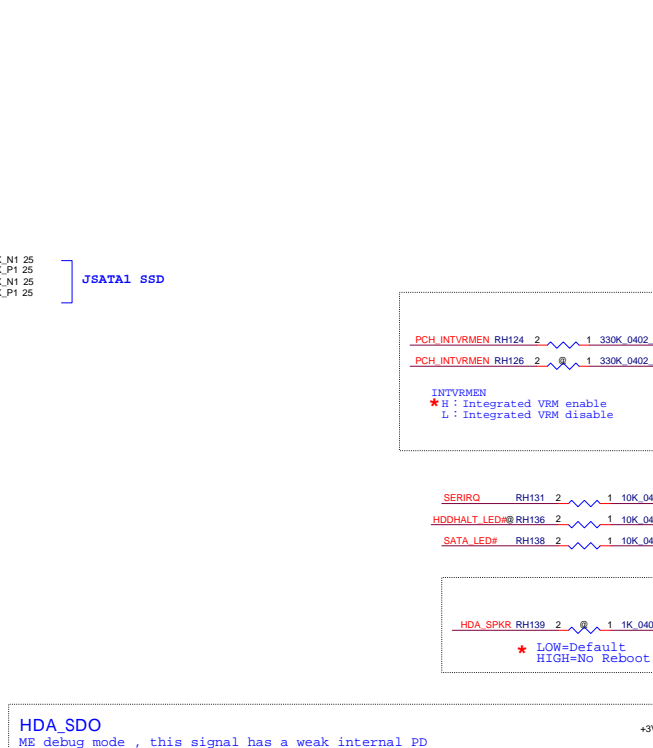 _N1 25
_P1 25
_N1 25
_P1 25
JSATA1 SSD
PCH_INTVRMEN RH124 2 1 330K_0402_
PCH_INTVRMEN RH126 2 @ 1 330K_0402_
INTVRMEN
* H：Integrated VRM enable
L：Integrated VRM disable
SERIRQ RH131 2 1 10K_04
HDDHALT_LED#@ RH136 2 1 10K_04
SATA_LED# RH138 2 1 10K_04
HDA_SPKR RH139 2 @ 1 1K_040
* LOW=Default
HIGH=No Reboot
HDA_SDO
+3V
ME debug mode , this signal has a weak internal PD